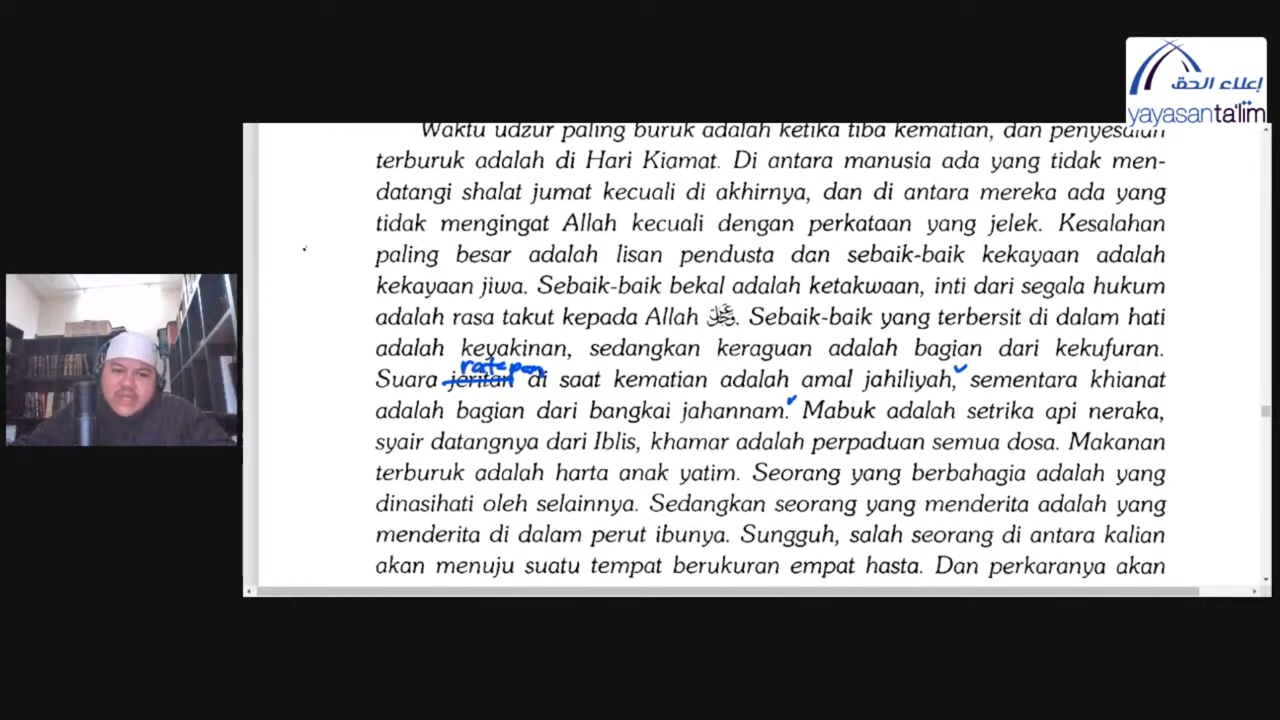 إعلاء الحق
yayasanta'lim
Waktu udzur paling buruk adalah ketika tiba kematian, dan penyesalan
terburuk adalah di Hari Kiamat. Di antara manusia ada yang tidak men-
datangi shalat jumat kecuali di akhirnya, dan di antara mereka ada yang
tidak mengingat Allah kecuali dengan perkataan yang jelek. Kesalahan
paling besar adalah lisan pendusta dan sebaik-baik kekayaan adalah
kekayaan jiwa. Sebaik-baik bekal adalah ketakwaan, inti dari segala hukum
adalah rasa takut kepada Allah عزوجل. Sebaik-baik yang terbersit di dalam hati
adalah keyakinan, sedangkan keraguan adalah bagian dari kekufuran.
ratapan
Suara jeritan di saat kematian adalah amal jahiliyah, sementara khianat
adalah bagian dari bangkai jahannam. Mabuk adalah setrika api neraka,
syair datangnya dari Iblis, khamar adalah perpaduan semua dosa. Makanan
terburuk adalah harta anak yatim. Seorang yang berbahagia adalah yang
dinasihati oleh selainnya. Sedangkan seorang yang menderita adalah yang
menderita di dalam perut ibunya. Sungguh, salah seorang di antara kalian
akan menuju suatu tempat berukuran empat hasta. Dan perkaranya akan